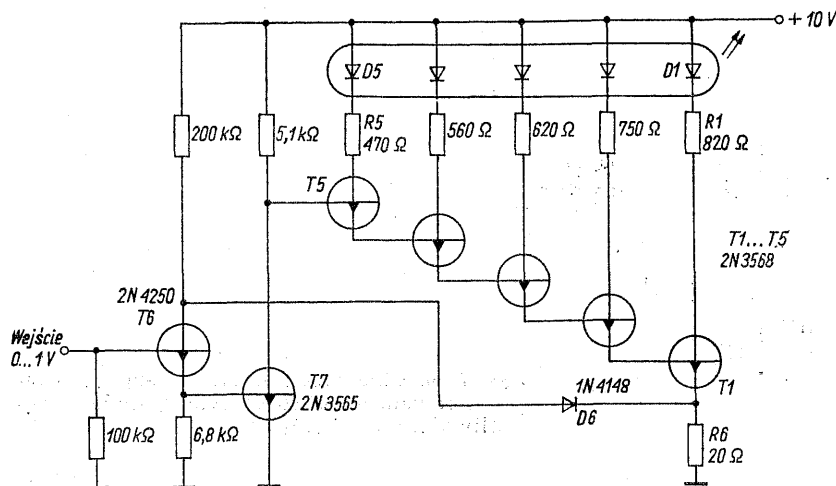 + 10 V
D5
D1
200 kΩ
5,1 kΩ
R5
470 Ω
560 Ω
620 Ω
750 Ω
R1
820 Ω
T5
T1...T5
2N 3568
2N 4250
T6
Wejście
0...1 V
T7
2N 3565
1N 4148
D6
T1
100 kΩ
6,8 kΩ
R6
20 Ω